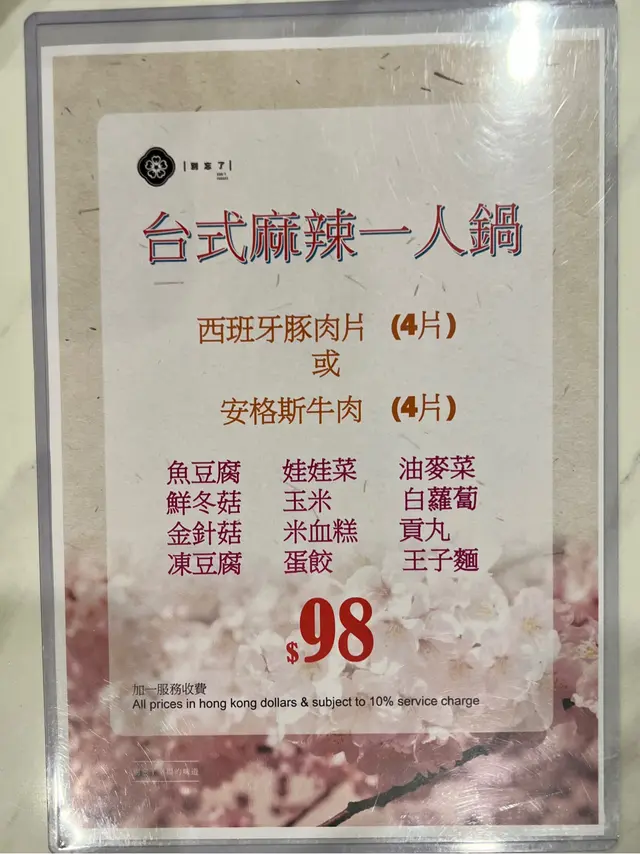 別忘了
台式麻辣一人鍋
西班牙豚肉片 (4片)
或
安格斯牛肉 (4片)
魚豆腐 娃娃菜 油麥菜
鮮冬菇 玉米 白蘿蔔
金針菇 米血糕 貢丸
凍豆腐 蛋餃 王子麵
$98
加一服務收費
All prices in hong kong dollars & subject to 10% service charge